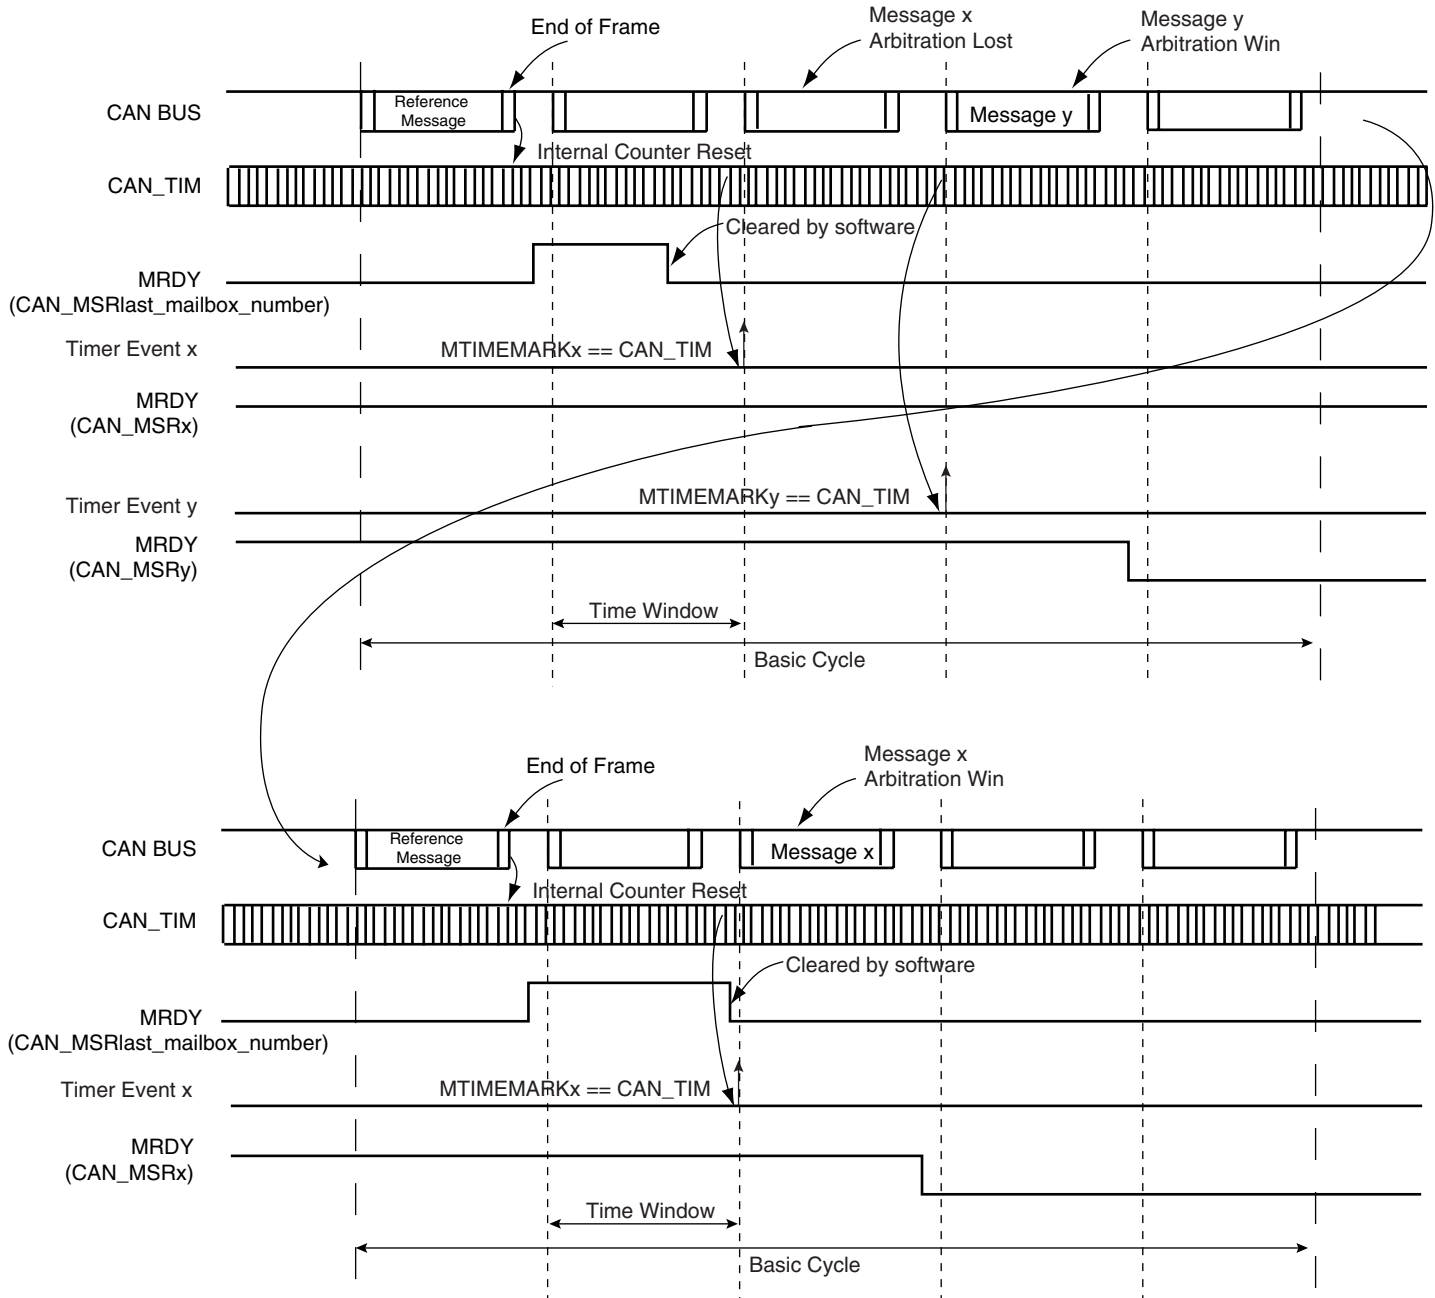 End of Frame
Message x
Arbitration Lost
Message y
Arbitration Win
CAN BUS
Reference
Message
Message y
Internal Counter Reset
CAN_TIM
Cleared by software
MRDY
(CAN_MSRlast_mailbox_number)
Timer Event x
MTIMEMARKx == CAN_TIM
MRDY
(CAN_MSRx)
Timer Event y
MTIMEMARKy == CAN_TIM
MRDY
(CAN_MSRy)
Time Window
Basic Cycle
End of Frame
Message x
Arbitration Win
CAN BUS
Reference
Message
Message x
Internal Counter Reset
CAN_TIM
Cleared by software
MRDY
(CAN_MSRlast_mailbox_number)
Timer Event x
MTIMEMARKx == CAN_TIM
MRDY
(CAN_MSRx)
Time Window
Basic Cycle